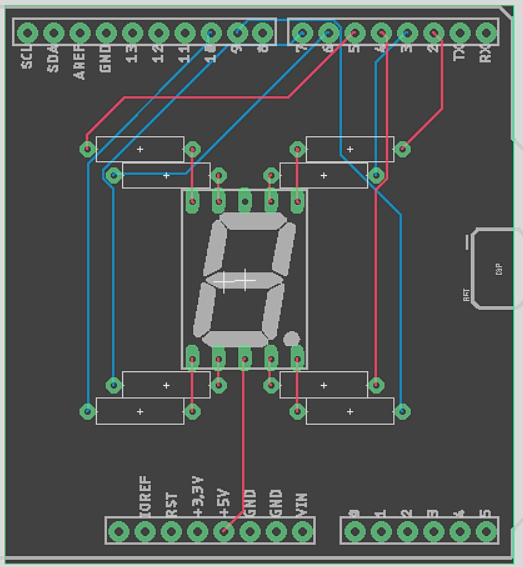 SCL SDA AREF GND 13 12 11 10 9 8 7 6 5 4 3 2 TX RX
RST
IOREF RST +3,3V +5V GND GND VIN 0 1 2 3 4 5